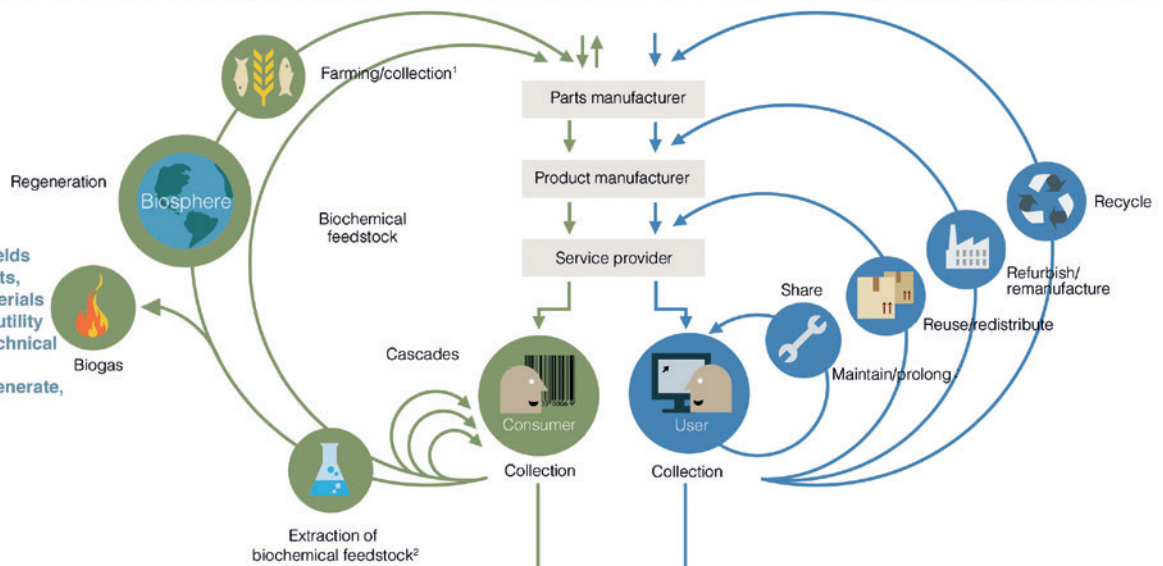 Farming/collection¹
Parts manufacturer
Regeneration
Biosphere
Product manufacturer
Recycle
Biochemical
feedstock
Service provider
Refurbish/
remanufacture
Share
Reuse/redistribute
Biogas
Cascades
Maintain/prolong
Consumer
User
Collection
Collection
Extraction of
biochemical feedstock²